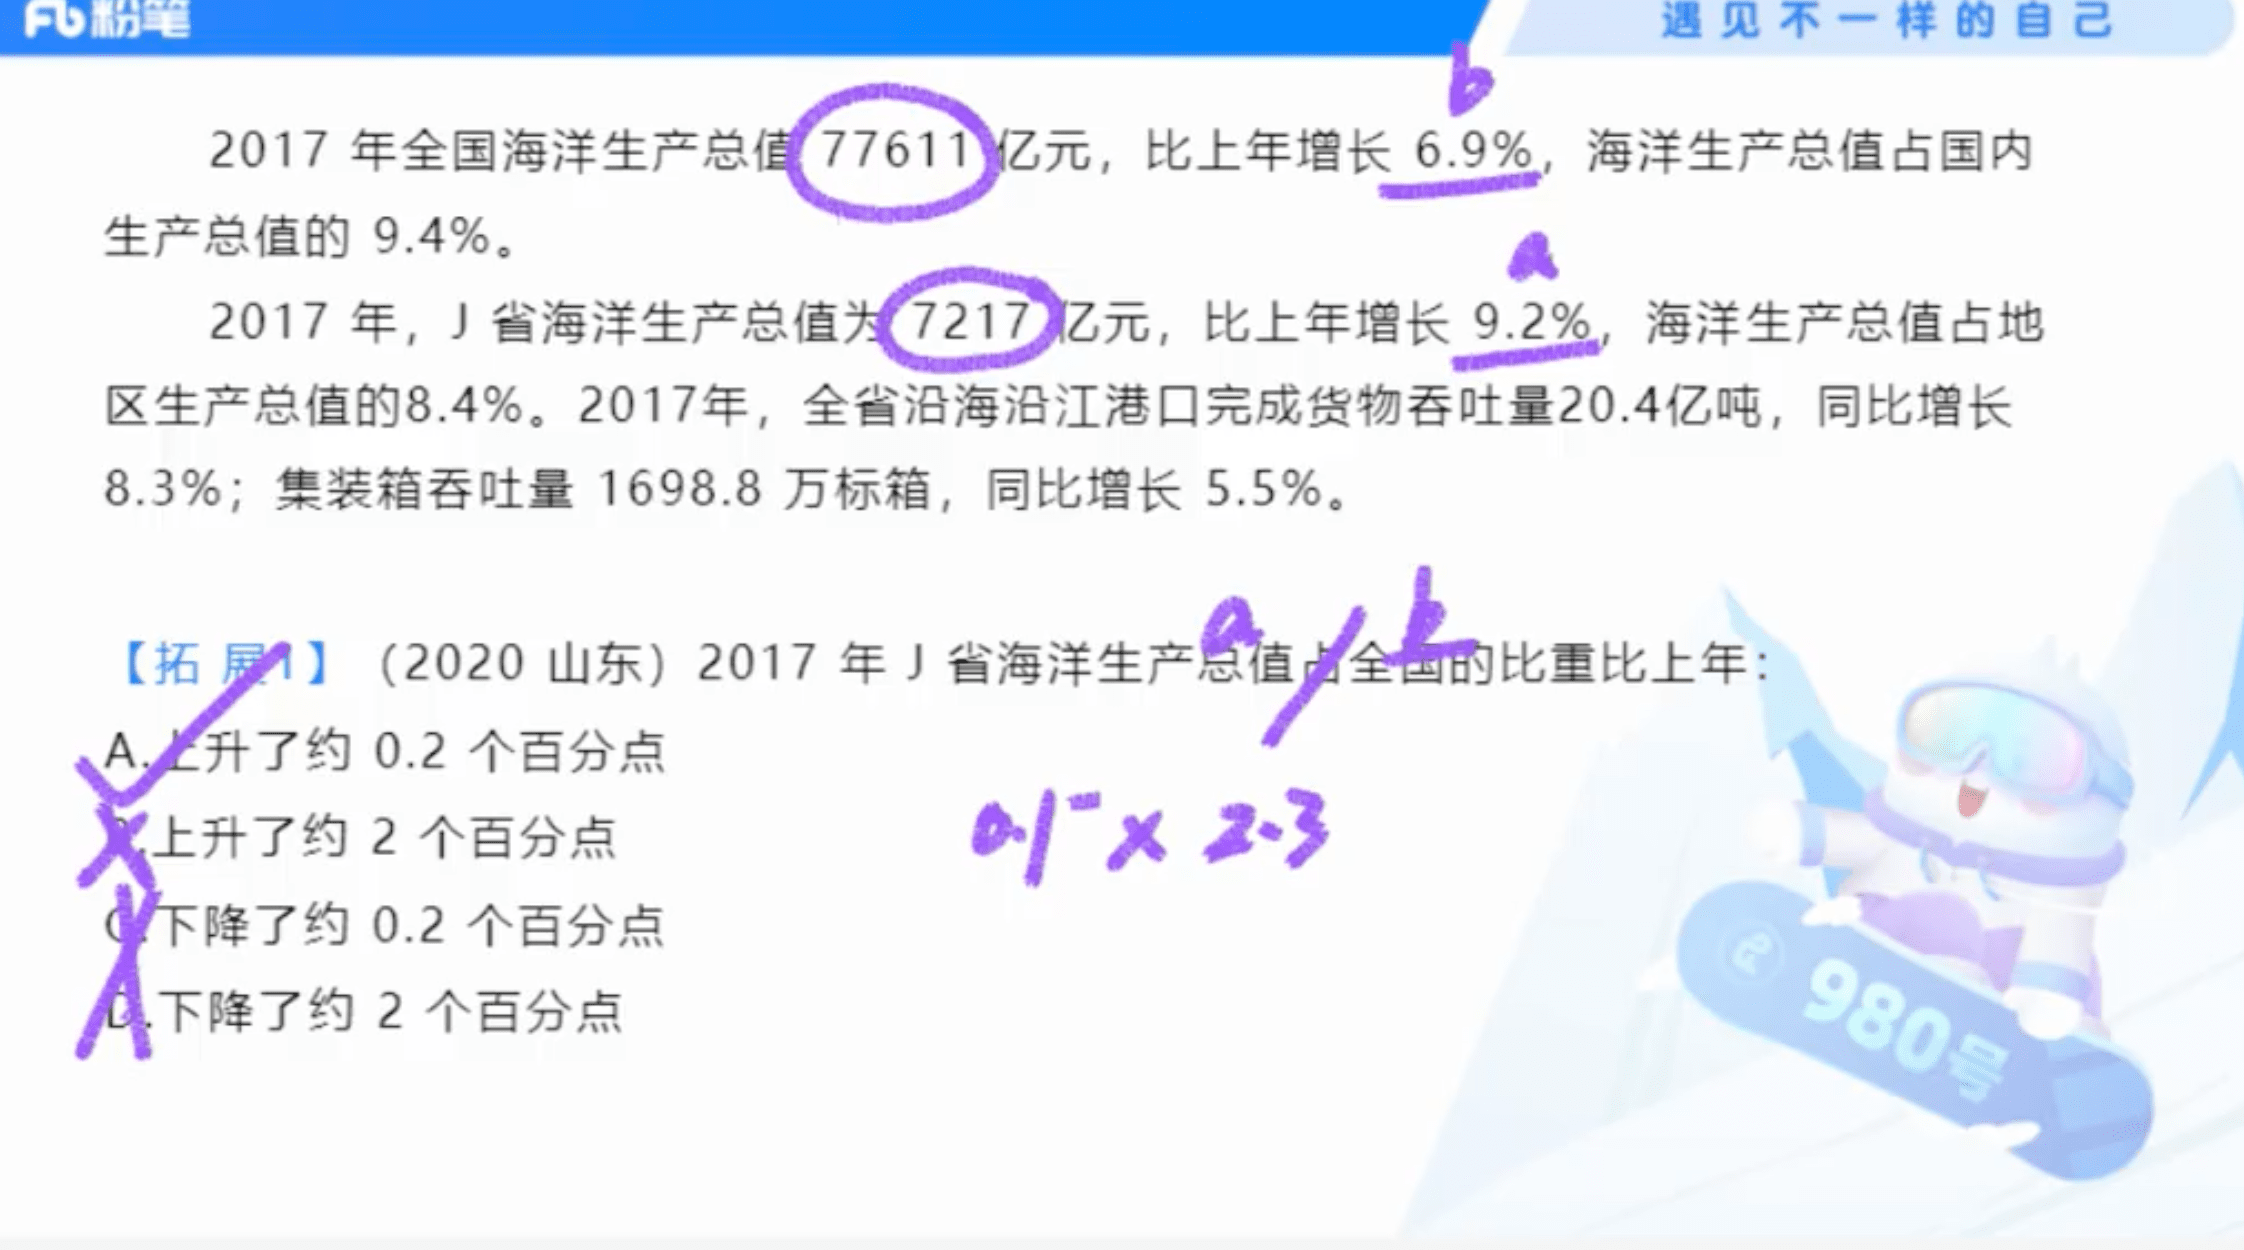 粉笔
遇见不一样的自己
b
2017 年全国海洋生产总值 77611 亿元，比上年增长 6.9%，海洋生产总值占国内
生产总值的 9.4%。
a
2017 年，J 省海洋生产总值为 7217 亿元，比上年增长 9.2%，海洋生产总值占地
区生产总值的8.4%。2017年，全省沿海沿江港口完成货物吞吐量20.4亿吨，同比增长
8.3%；集装箱吞吐量 1698.8 万标箱，同比增长 5.5%。
a / b
【拓 展1】（2020 山东）2017 年 J 省海洋生产总值占全国的比重比上年：
A.上升了约 0.2 个百分点
B.上升了约 2 个百分点
0.1⁻ × 2.3
C.下降了约 0.2 个百分点
D.下降了约 2 个百分点
980号